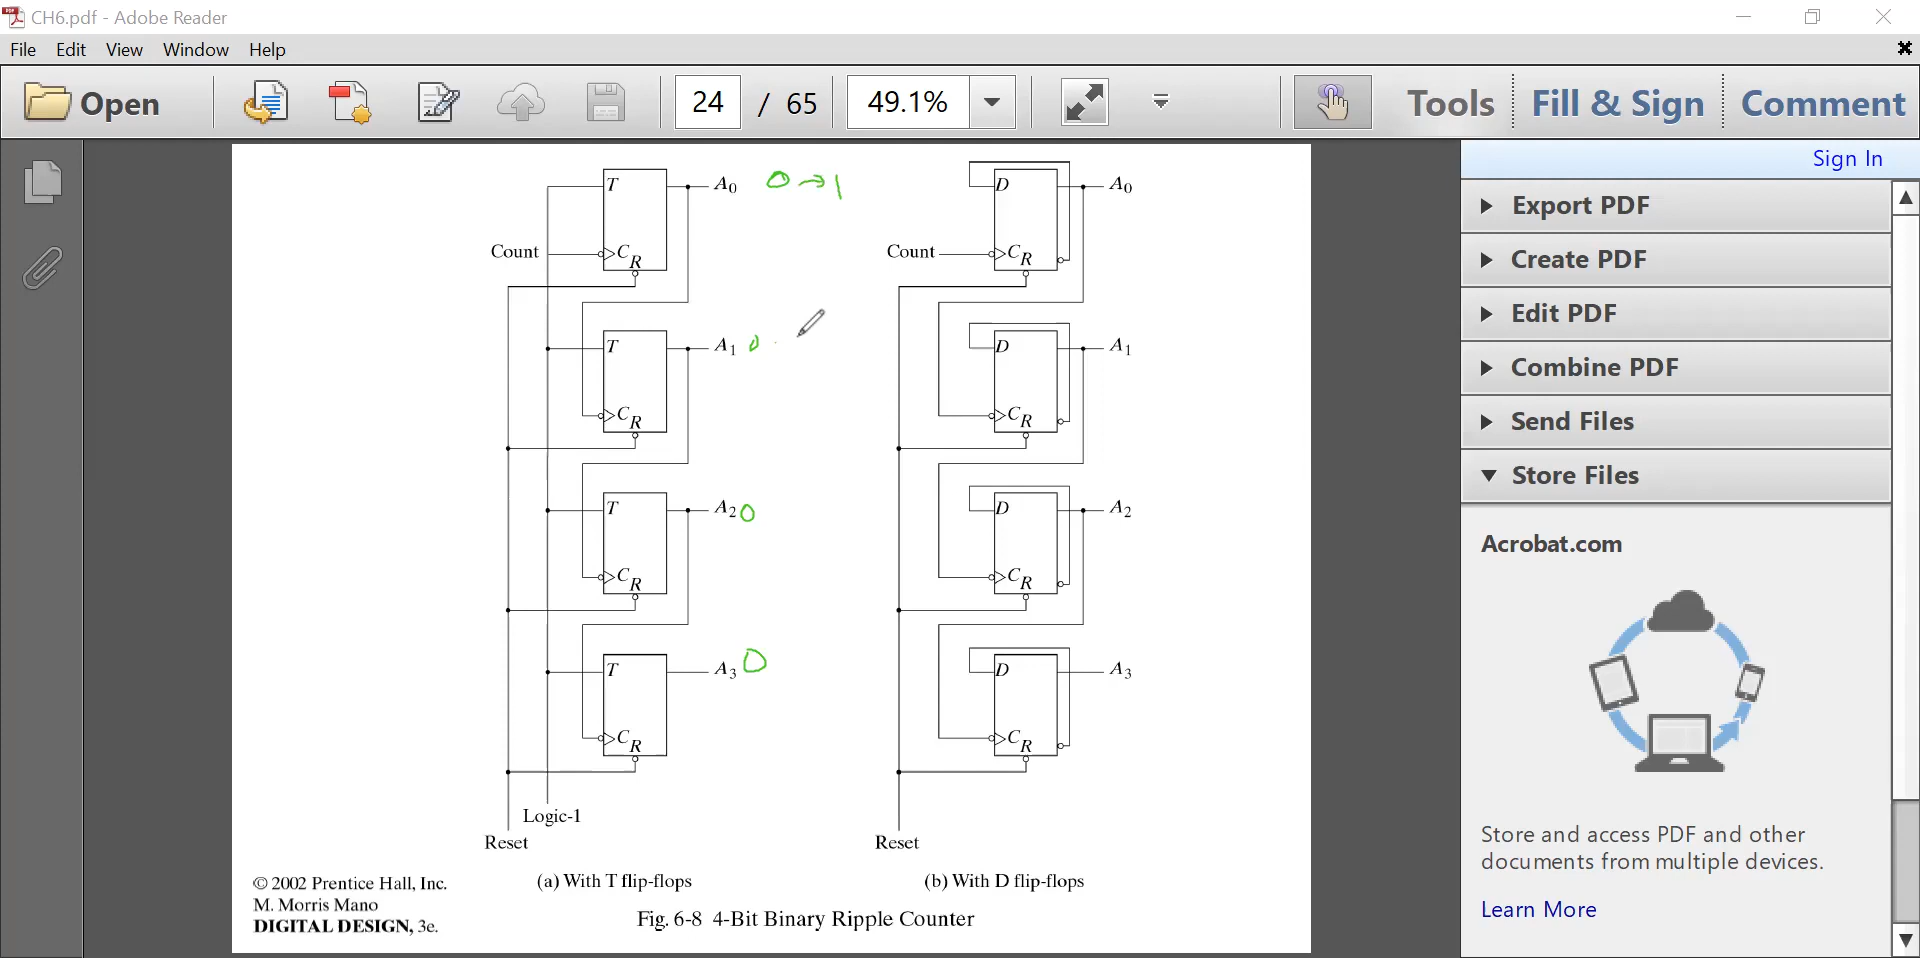 CH6.pdf - Adobe Reader
File Edit View Window Help
Open 24 / 65 49.1% Tools Fill & Sign Comment
Sign In
Export PDF
Create PDF
Edit PDF
Combine PDF
Send Files
Store Files
Acrobat.com
Store and access PDF and other
documents from multiple devices.
Learn More
T A0 0 → 1
Count C R
T A1 0
C R
T A2 0
C R
T A3 0
C R
Logic-1
Reset
(a) With T flip-flops
D A0
Count C R
D A1
C R
D A2
C R
D A3
C R
Reset
(b) With D flip-flops
Fig. 6-8 4-Bit Binary Ripple Counter
© 2002 Prentice Hall, Inc.
M. Morris Mano
DIGITAL DESIGN, 3e.